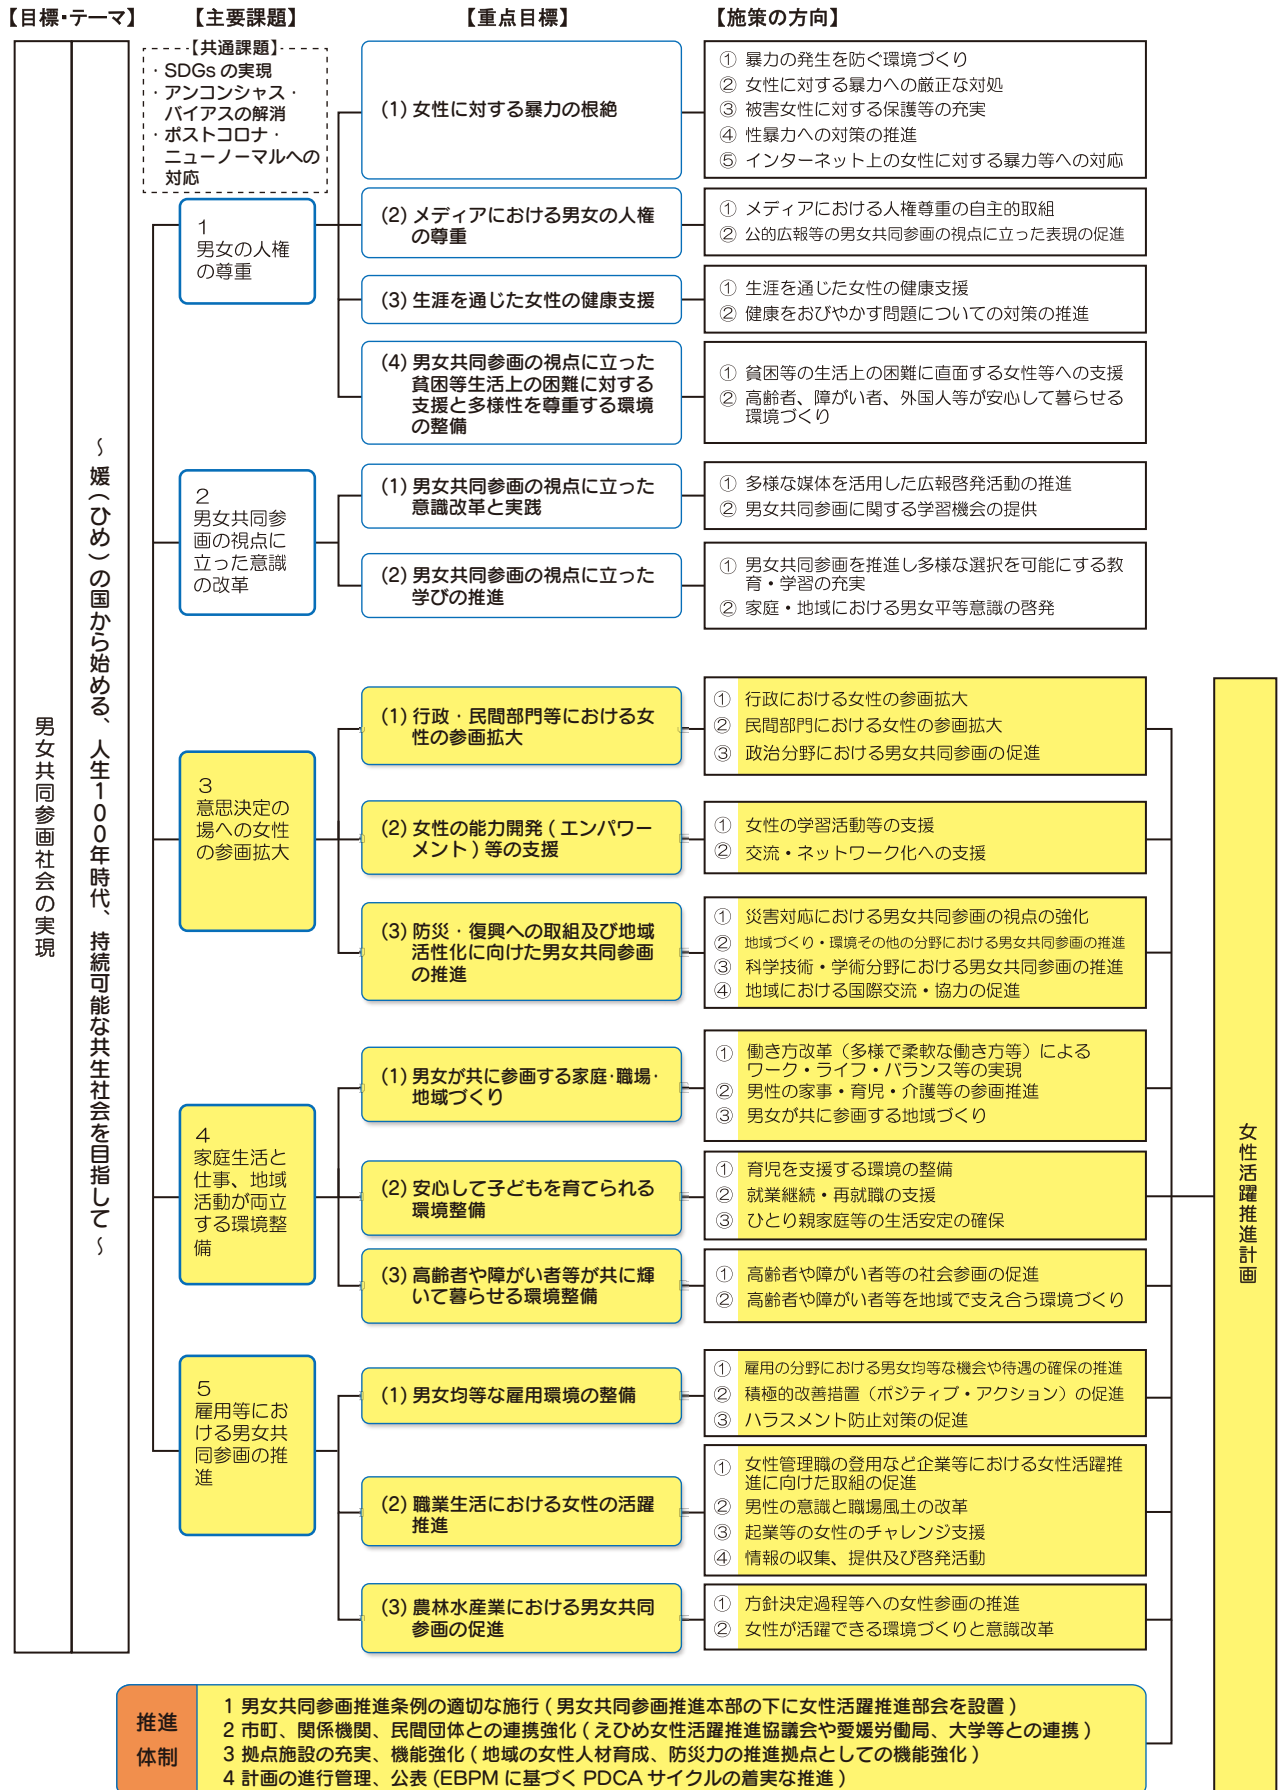 【目標・テーマ】
【主要課題】
【重点目標】
【施策の方向】
男女共同参画社会の実現
～媛（ひめ）の国から始める、人生100年時代、持続可能な共生社会を目指して～
【共通課題】
・SDGs の実現
・アンコンシャス・
バイアスの解消
・ポストコロナ・
ニューノーマルへの
対応
1
男女の人権
の尊重
(1) 女性に対する暴力の根絶
① 暴力の発生を防ぐ環境づくり
② 女性に対する暴力への厳正な対処
③ 被害女性に対する保護等の充実
④ 性暴力への対策の推進
⑤ インターネット上の女性に対する暴力等への対応
(2) メディアにおける男女の人権
の尊重
① メディアにおける人権尊重の自主的取組
② 公的広報等の男女共同参画の視点に立った表現の促進
(3) 生涯を通じた女性の健康支援
① 生涯を通じた女性の健康支援
② 健康をおびやかす問題についての対策の推進
(4) 男女共同参画の視点に立った
貧困等生活上の困難に対する
支援と多様性を尊重する環境
の整備
① 貧困等の生活上の困難に直面する女性等への支援
② 高齢者、障がい者、外国人等が安心して暮らせる
環境づくり
2
男女共同参
画の視点に
立った意識
の改革
(1) 男女共同参画の視点に立った
意識改革と実践
① 多様な媒体を活用した広報啓発活動の推進
② 男女共同参画に関する学習機会の提供
(2) 男女共同参画の視点に立った
学びの推進
① 男女共同参画を推進し多様な選択を可能にする教
育・学習の充実
② 家庭・地域における男女平等意識の啓発
3
意思決定の
場への女性
の参画拡大
(1) 行政・民間部門等における女
性の参画拡大
① 行政における女性の参画拡大
② 民間部門における女性の参画拡大
③ 政治分野における男女共同参画の促進
(2) 女性の能力開発 ( エンパワー
メント ) 等の支援
① 女性の学習活動等の支援
② 交流・ネットワーク化への支援
(3) 防災・復興への取組及び地域
活性化に向けた男女共同参画
の推進
① 災害対応における男女共同参画の視点の強化
② 地域づくり・環境その他の分野における男女共同参画の推進
③ 科学技術・学術分野における男女共同参画の推進
④ 地域における国際交流・協力の促進
4
家庭生活と
仕事、地域
活動が両立
する環境整
備
(1) 男女が共に参画する家庭・職場・
地域づくり
① 働き方改革（多様で柔軟な働き方等）による
ワーク・ライフ・バランス等の実現
② 男性の家事・育児・介護等の参画推進
③ 男女が共に参画する地域づくり
(2) 安心して子どもを育てられる
環境整備
① 育児を支援する環境の整備
② 就業継続・再就職の支援
③ ひとり親家庭等の生活安定の確保
(3) 高齢者や障がい者等が共に輝
いて暮らせる環境整備
① 高齢者や障がい者等の社会参画の促進
② 高齢者や障がい者等を地域で支え合う環境づくり
5
雇用等にお
ける男女共
同参画の推
進
(1) 男女均等な雇用環境の整備
① 雇用の分野における男女均等な機会や待遇の確保の推進
② 積極的改善措置（ポジティブ・アクション）の促進
③ ハラスメント防止対策の促進
(2) 職業生活における女性の活躍
推進
① 女性管理職の登用など企業等における女性活躍推
進に向けた取組の促進
② 男性の意識と職場風土の改革
③ 起業等の女性のチャレンジ支援
④ 情報の収集、提供及び啓発活動
(3) 農林水産業における男女共同
参画の促進
① 方針決定過程等への女性参画の推進
② 女性が活躍できる環境づくりと意識改革
女性活躍推進計画
推進
体制
1 男女共同参画推進条例の適切な施行 ( 男女共同参画推進本部の下に女性活躍推進部会を設置 )
2 市町、関係機関、民間団体との連携強化 ( えひめ女性活躍推進協議会や愛媛労働局、大学等との連携 )
3 拠点施設の充実、機能強化 ( 地域の女性人材育成、防災力の推進拠点としての機能強化 )
4 計画の進行管理、公表 (EBPM に基づく PDCA サイクルの着実な推進 )